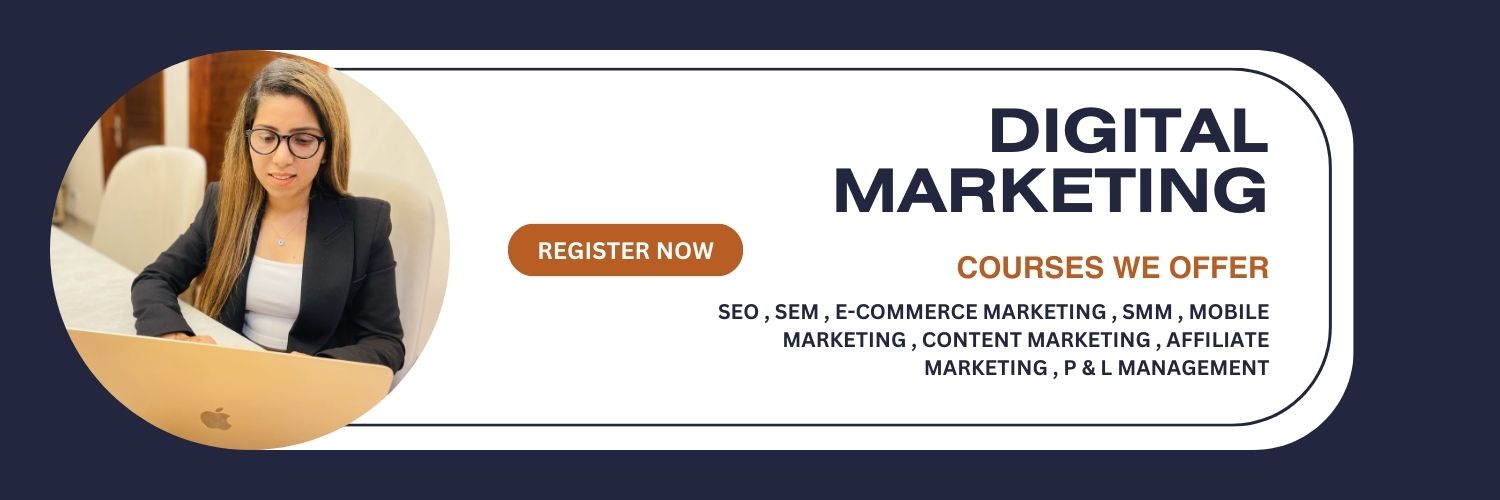 DIGITAL
MARKETING
REGISTER NOW
COURSES WE OFFER
SEO , SEM , E-COMMERCE MARKETING , SMM , MOBILE
MARKETING , CONTENT MARKETING , AFFILIATE
MARKETING , P & L MANAGEMENT